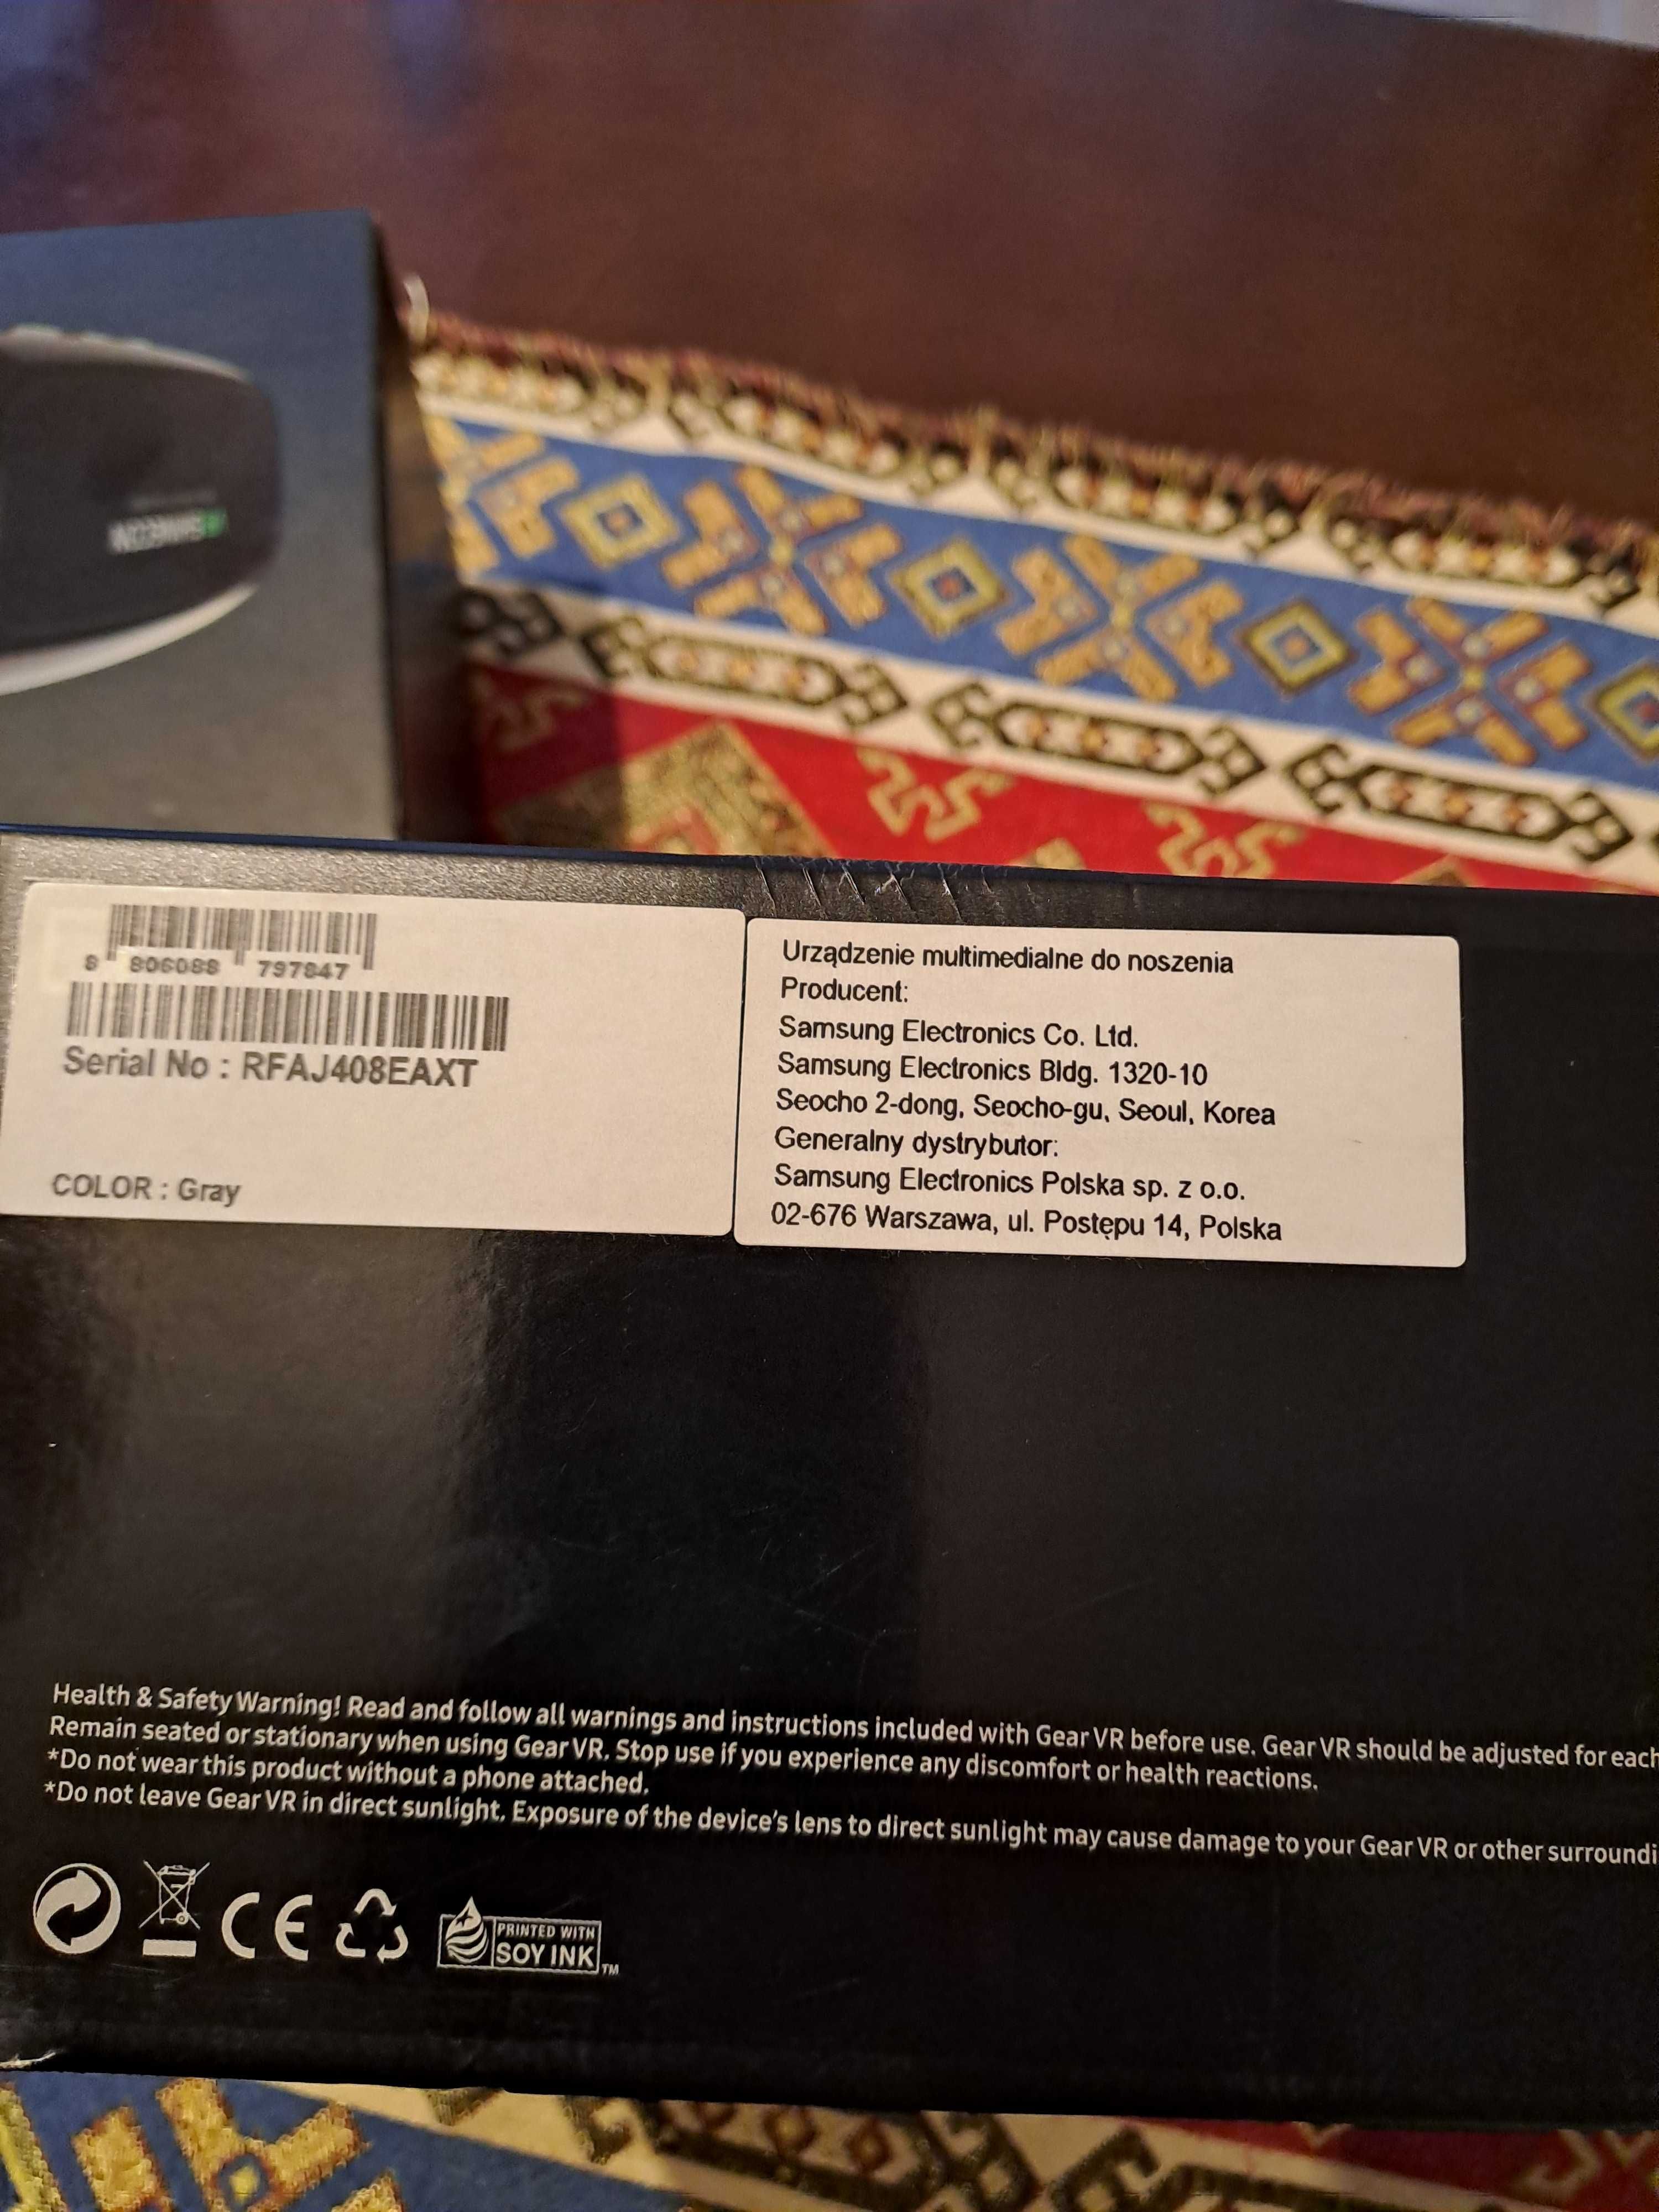 8 806088 797847
Serial No : RFAJ408EAXT
COLOR : Gray
Urządzenie multimedialne do noszenia
Producent:
Samsung Electronics Co. Ltd.
Samsung Electronics Bldg. 1320-10
Seocho 2-dong, Seocho-gu, Seoul, Korea
Generalny dystrybutor:
Samsung Electronics Polska sp. z o.o.
02-676 Warszawa, ul. Postępu 14, Polska
Health & Safety Warning! Read and follow all warnings and instructions included with Gear VR before use. Gear VR should be adjusted for each
Remain seated or stationary when using Gear VR. Stop use if you experience any discomfort or health reactions.
*Do not wear this product without a phone attached.
*Do not leave Gear VR in direct sunlight. Exposure of the device's lens to direct sunlight may cause damage to your Gear VR or other surroundi
CE
PRINTED WITH
SOY INK TM